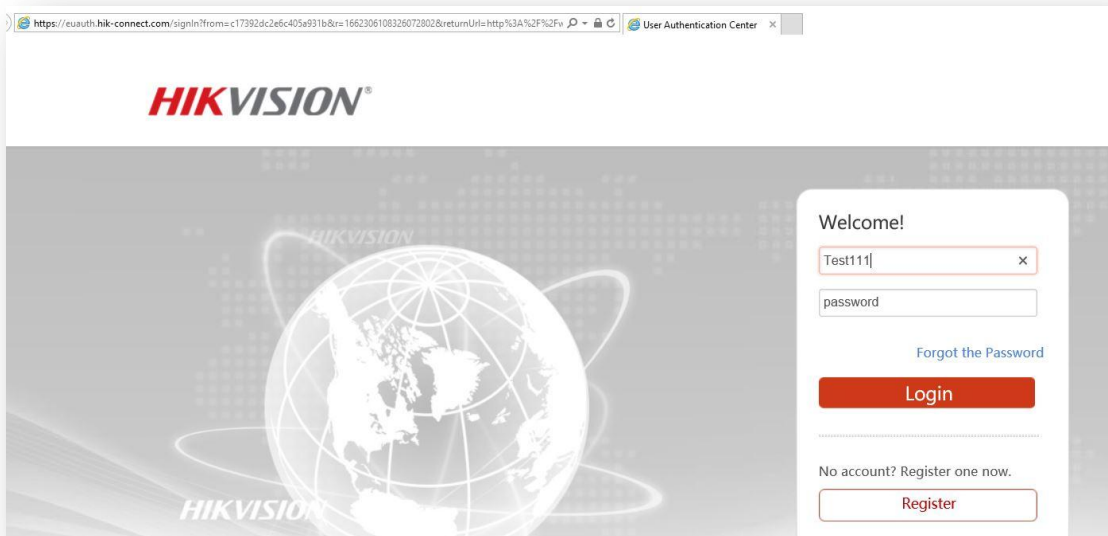 https://euauth.hik-connect.com/signIn?from=c17392dc2e6c405a931b&r=1662306108326072802&returnUrl=http%3A%2F%2Fv
User Authentication Center
HIKVISION®
HIKVISION
Welcome!
Test111
password
Forgot the Password
Login
No account? Register one now.
Register
HIKVISION